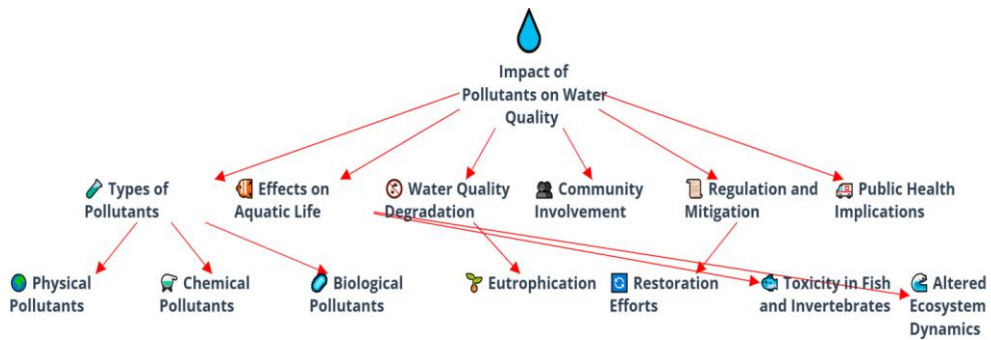 Impact of
Pollutants on Water
Quality
Types of
Pollutants
Effects on
Aquatic Life
Water Quality
Degradation
Community
Involvement
Regulation and
Mitigation
Public Health
Implications
Physical
Pollutants
Chemical
Pollutants
Biological
Pollutants
Eutrophication
Restoration
Efforts
Toxicity in Fish
and Invertebrates
Altered
Ecosystem
Dynamics